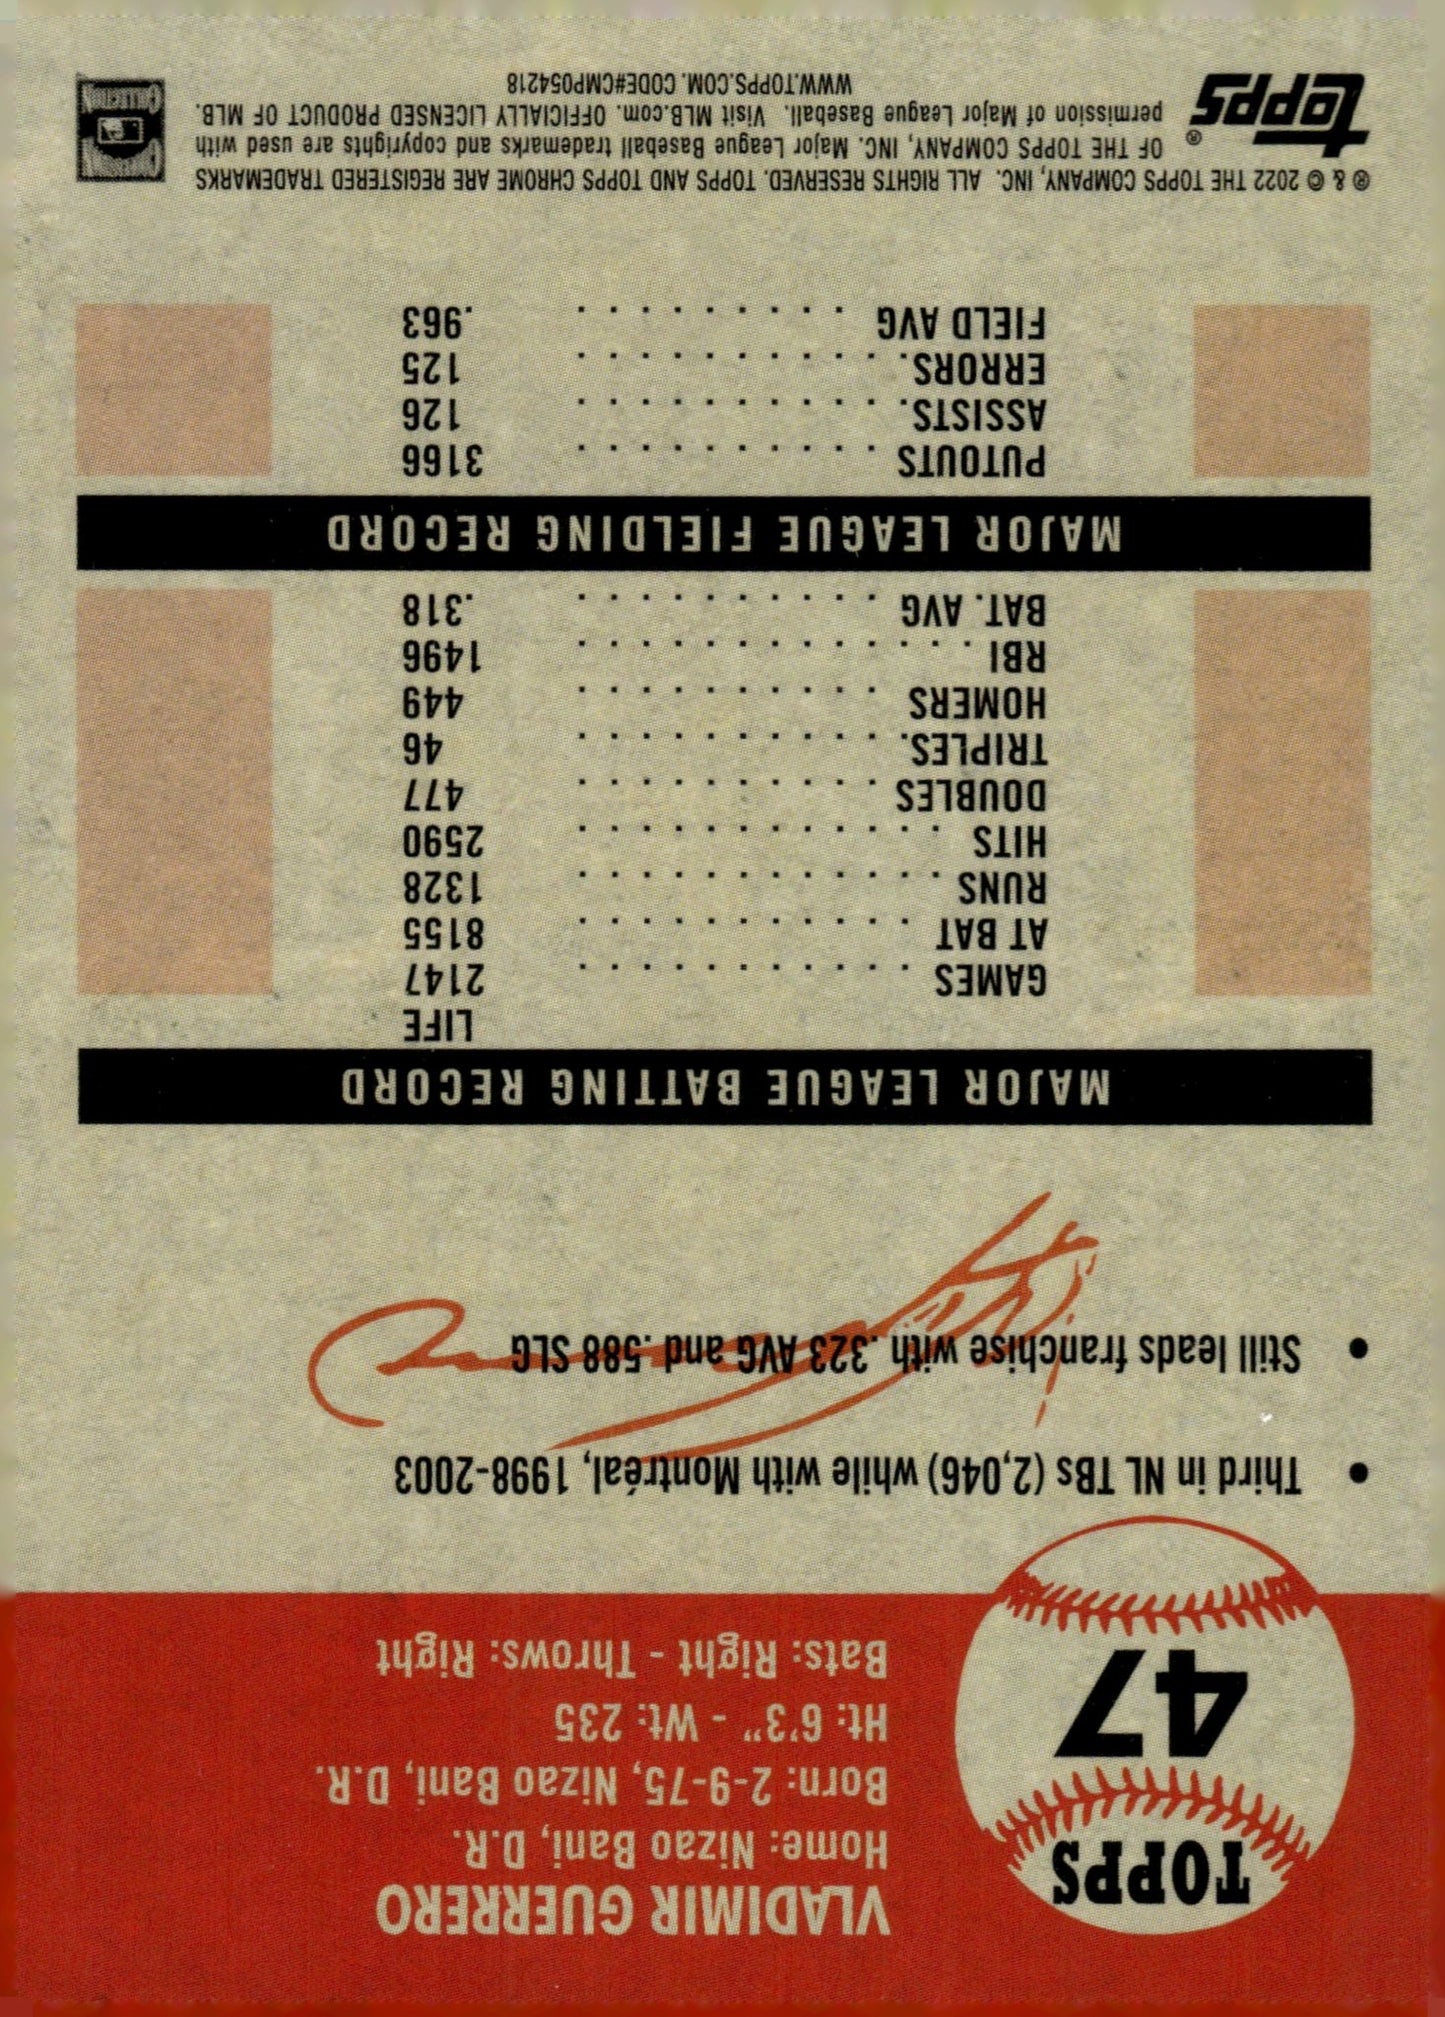 TOPPS
47
VLADIMIR GUERRERO
Home: Nizao Bani, D.R.
Born: 2-9-75, Nizao Bani, D.R.
Ht: 6'3" - Wt: 235
Bats: Right - Throws: Right
• Third in NL TBs (2,046) while with Montréal, 1998-2003
• Still leads franchise with .323 AVG and .588 SLG
MAJOR LEAGUE BATTING RECORD
LIFE
GAMES . . . . . . . . . . . 2147
AT BAT . . . . . . . . . . . 8155
RUNS . . . . . . . . . . . . 1328
HITS . . . . . . . . . . . . 2590
DOUBLES . . . . . . . . . . 477
TRIPLES. . . . . . . . . . . 46
HOMERS . . . . . . . . . . 449
RBI . . . . . . . . . . . . . 1496
BAT. AVG . . . . . . . . . . .318
MAJOR LEAGUE FIELDING RECORD
PUTOUTS . . . . . . . . . . 3166
ASSISTS. . . . . . . . . . . 126
ERRORS. . . . . . . . . . . 125
FIELD AVG . . . . . . . . . .963
® & © 2022 THE TOPPS COMPANY, INC. ALL RIGHTS RESERVED. TOPPS AND TOPPS CHROME ARE REGISTERED TRADEMARKS
OF THE TOPPS COMPANY, INC. Major League Baseball trademarks and copyrights are used with
permission of Major League Baseball. Visit MLB.com. OFFICIALLY LICENSED PRODUCT OF MLB.
WWW.TOPPS.COM. CODE#CMP054218
Topps®
COOPERSTOWN
COLLECTION